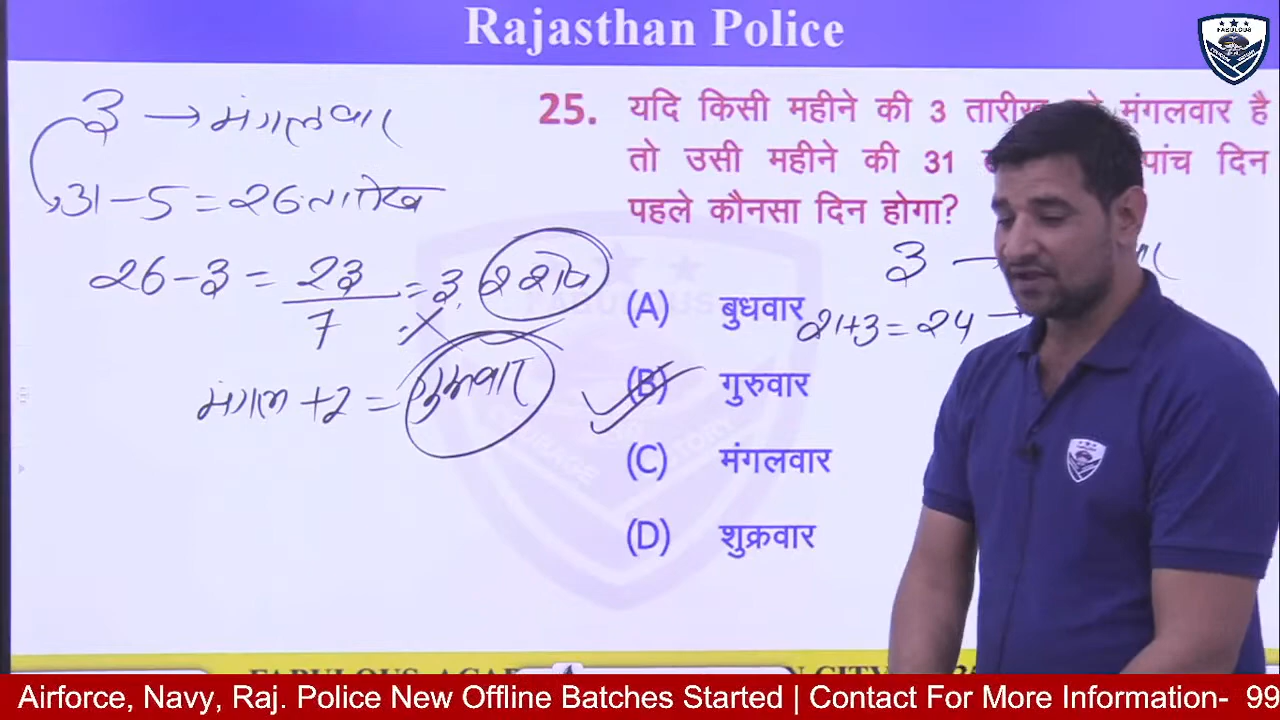 Rajasthan Police
FABULOUS
3 → मंगलवार
31 - 5 = 26 तारीख
26 - 3 = 23 = 3, 2 शेष
7
मंगल + 2 = गुरुवार
25. यदि किसी महीने की 3 तारीख मंगलवार है
तो उसी महीने की 31 पांच दिन
पहले कौनसा दिन होगा?
3 →
21+3 = 24 →
(A) बुधवार
(B) गुरुवार
(C) मंगलवार
(D) शुक्रवार
Airforce, Navy, Raj. Police New Offline Batches Started | Contact For More Information- 99